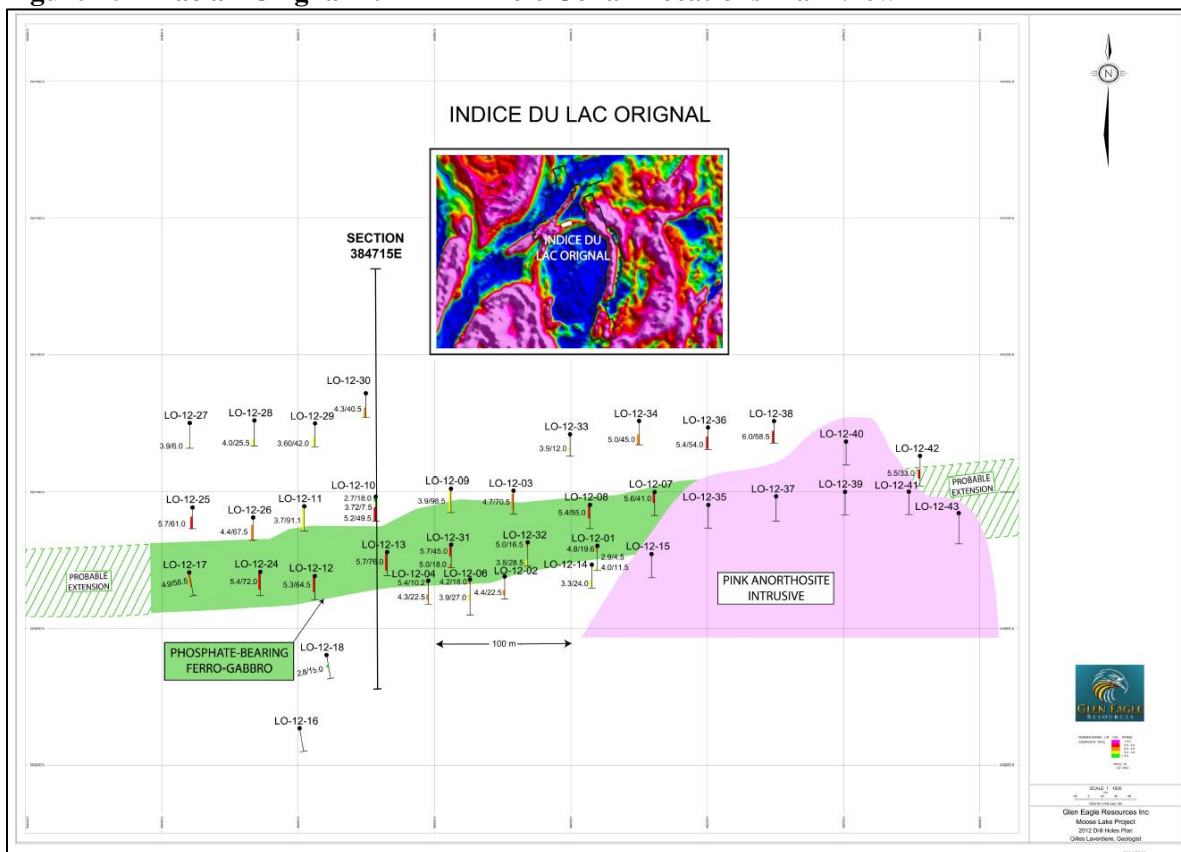 N
INDICE DU LAC ORIGNAL
INDICE DU
LAC ORIGNAL
SECTION
384715E
LO-12-30
4.3/40.5
LO-12-27
3.9/6.0
LO-12-28
4.0/25.5
LO-12-29
3.60/42.0
LO-12-33
3.9/12.0
LO-12-34
5.0/45.0
LO-12-36
5.4/54.0
LO-12-38
6.0/58.5
LO-12-40
LO-12-42
5.5/33.0
LO-12-25
5.7/61.0
LO-12-26
4.4/67.5
LO-12-11
3.7/91.1
LO-12-10
2.7/18.0
3.72/7.5
5.2/49.5
LO-12-09
3.9/98.5
LO-12-03
4.7/70.5
LO-12-08
5.4/55.0
LO-12-07
5.6/41.0
LO-12-35
LO-12-37
LO-12-39
LO-12-41
LO-12-43
PROBABLE
EXTENSION
LO-12-17
4.9/58.5
LO-12-24
5.4/72.0
LO-12-12
5.3/64.5
LO-12-13
5.7/76.0
LO-12-31
5.7/45.0
5.0/18.0
LO-12-32
5.0/16.5
3.8/28.5
LO-12-01
4.8/19.6
2.9/4.5
4.0/11.5
LO-12-15
LO-12-04
5.4/10.2
4.3/22.5
LO-12-06
4.2/18.0
3.9/27.0
LO-12-02
4.4/22.5
LO-12-14
3.3/24.0
PROBABLE
EXTENSION
PINK ANORTHOSITE
INTRUSIVE
100 m
PHOSPHATE-BEARING
FERRO-GABBRO
LO-12-18
2.8/15.0
LO-12-16
GLEN EAGLE
RESOURCES
SCALE 1 : 1500
Glen Eagle Resources Inc
Moose Lake Project
2012 Drill Holes Plan
Gilles Laverdiere, Geologist